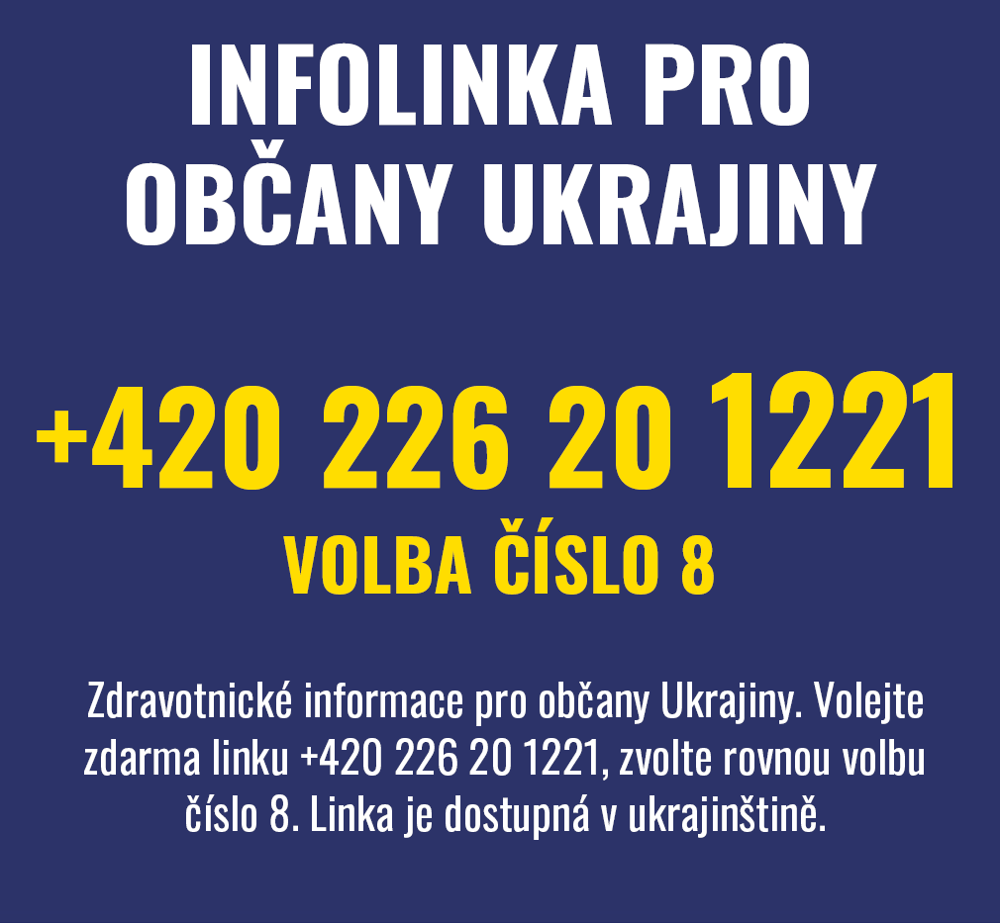 INFOLINKA PRO
OBČANY UKRAJINY
+420 226 20 1221
VOLBA ČÍSLO 8
Zdravotnické informace pro občany Ukrajiny. Volejte
zdarma linku +420 226 20 1221, zvolte rovnou volbu
číslo 8. Linka je dostupná v ukrajinštině.